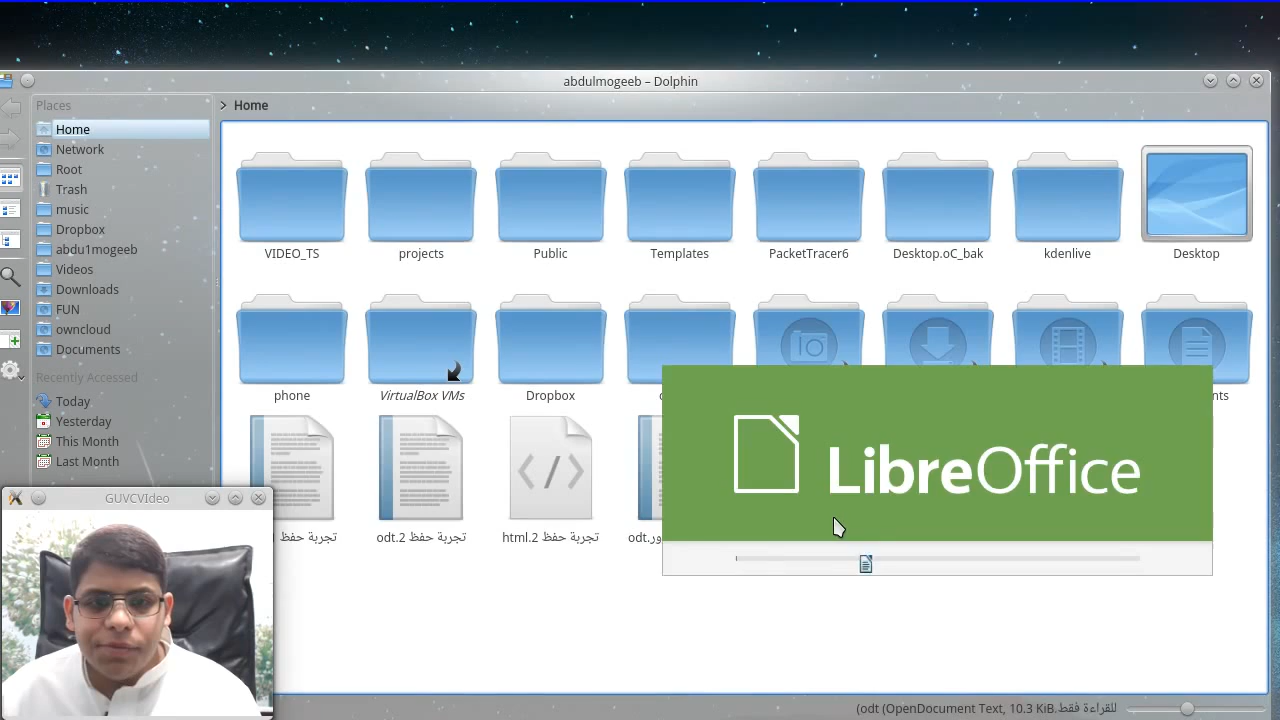 abdulmogeeb – Dolphin
Places
Home
Network
Root
Trash
music
Dropbox
abdu1mogeeb
Videos
Downloads
FUN
owncloud
Documents
Recently Accessed
Today
Yesterday
This Month
Last Month
> Home
VIDEO_TS
projects
Public
Templates
PacketTracer6
Desktop.oC_bak
kdenlive
Desktop
phone
VirtualBox VMs
Dropbox
تجربة حفظ
تجربة حفظ 2.odt
تجربة حفظ 2.html
LibreOffice
GUVCVideo
للقراءة فقط.odt (OpenDocument Text, 10.3 KiB)